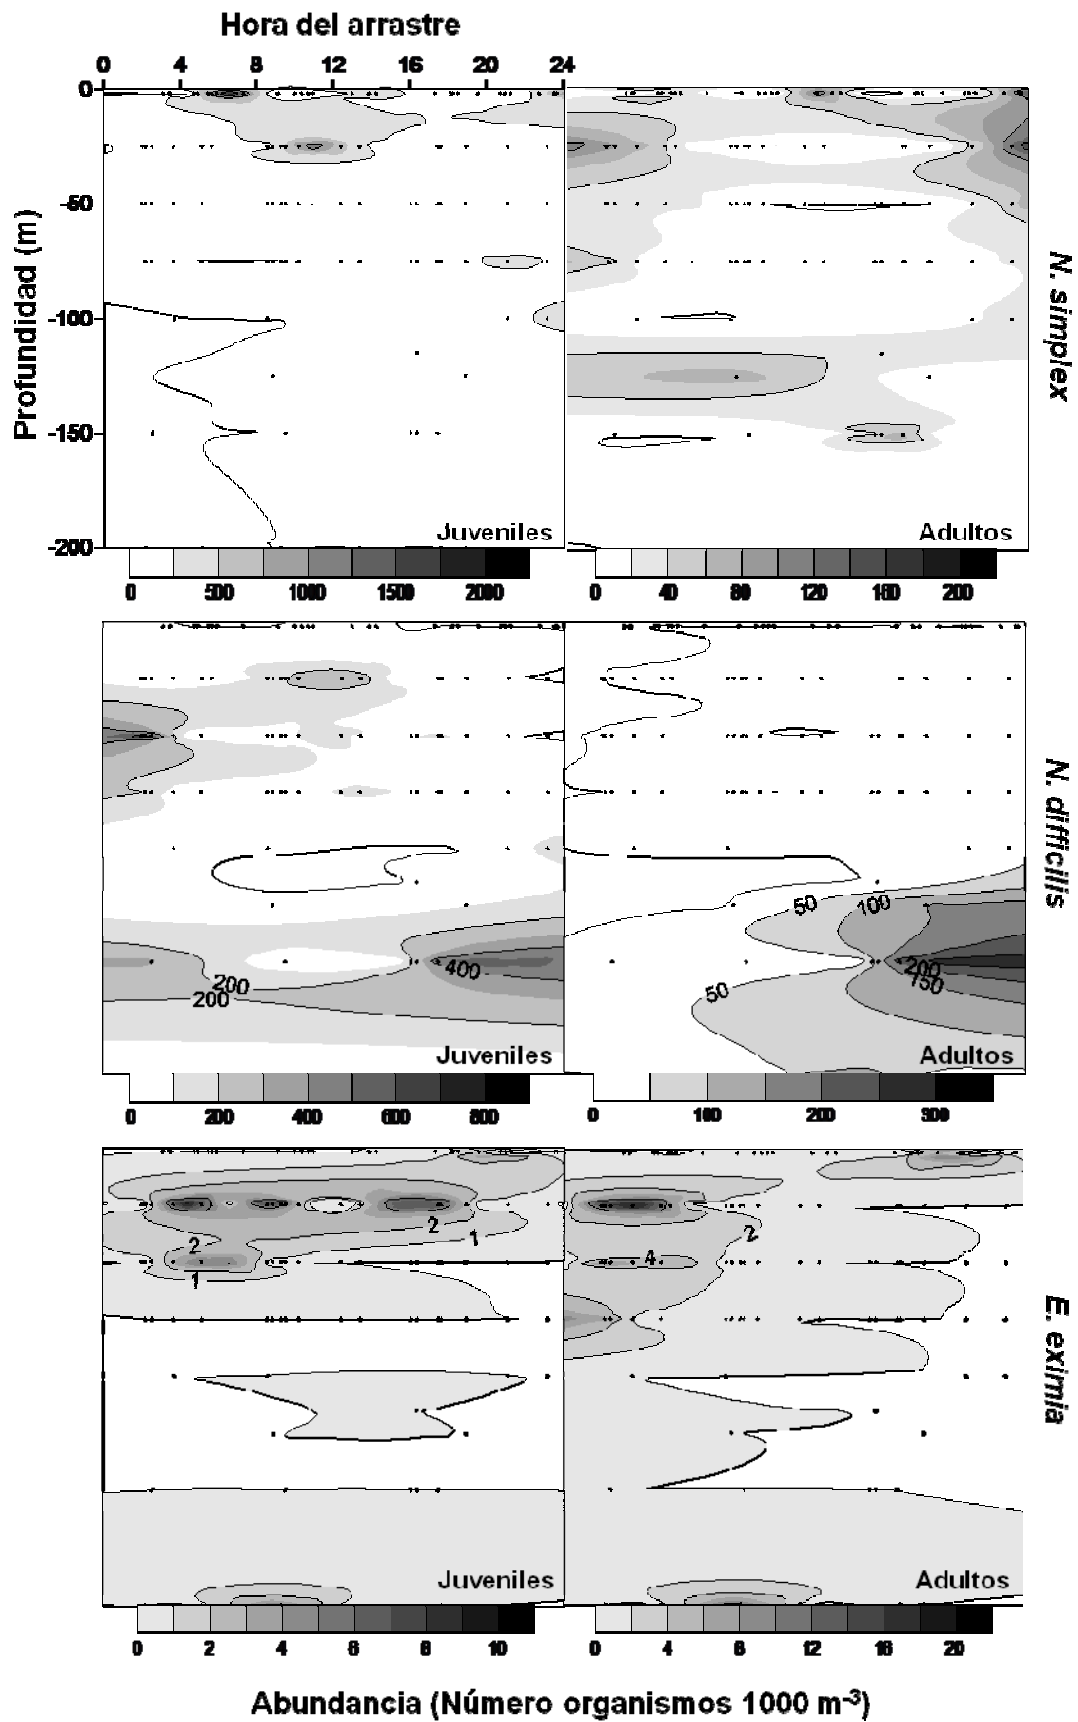 Hora del arrastre
0 4 8 12 16 20 24
0
-50
-100
-150
-200
Profundidad (m)
N. simplex
Juveniles
Adultos
0 500 1000 1500 2000
0 40 80 120 160 200
N. difficilis
50 100
400
200
200
200
150
50
Juveniles
Adultos
0 200 400 600 800
0 100 200 300
E. eximia
2
1
2
1
2
4
Juveniles
Adultos
0 2 4 6 8 10
0 4 8 12 16 20
Abundancia (Número organismos 1000 m⁻³)